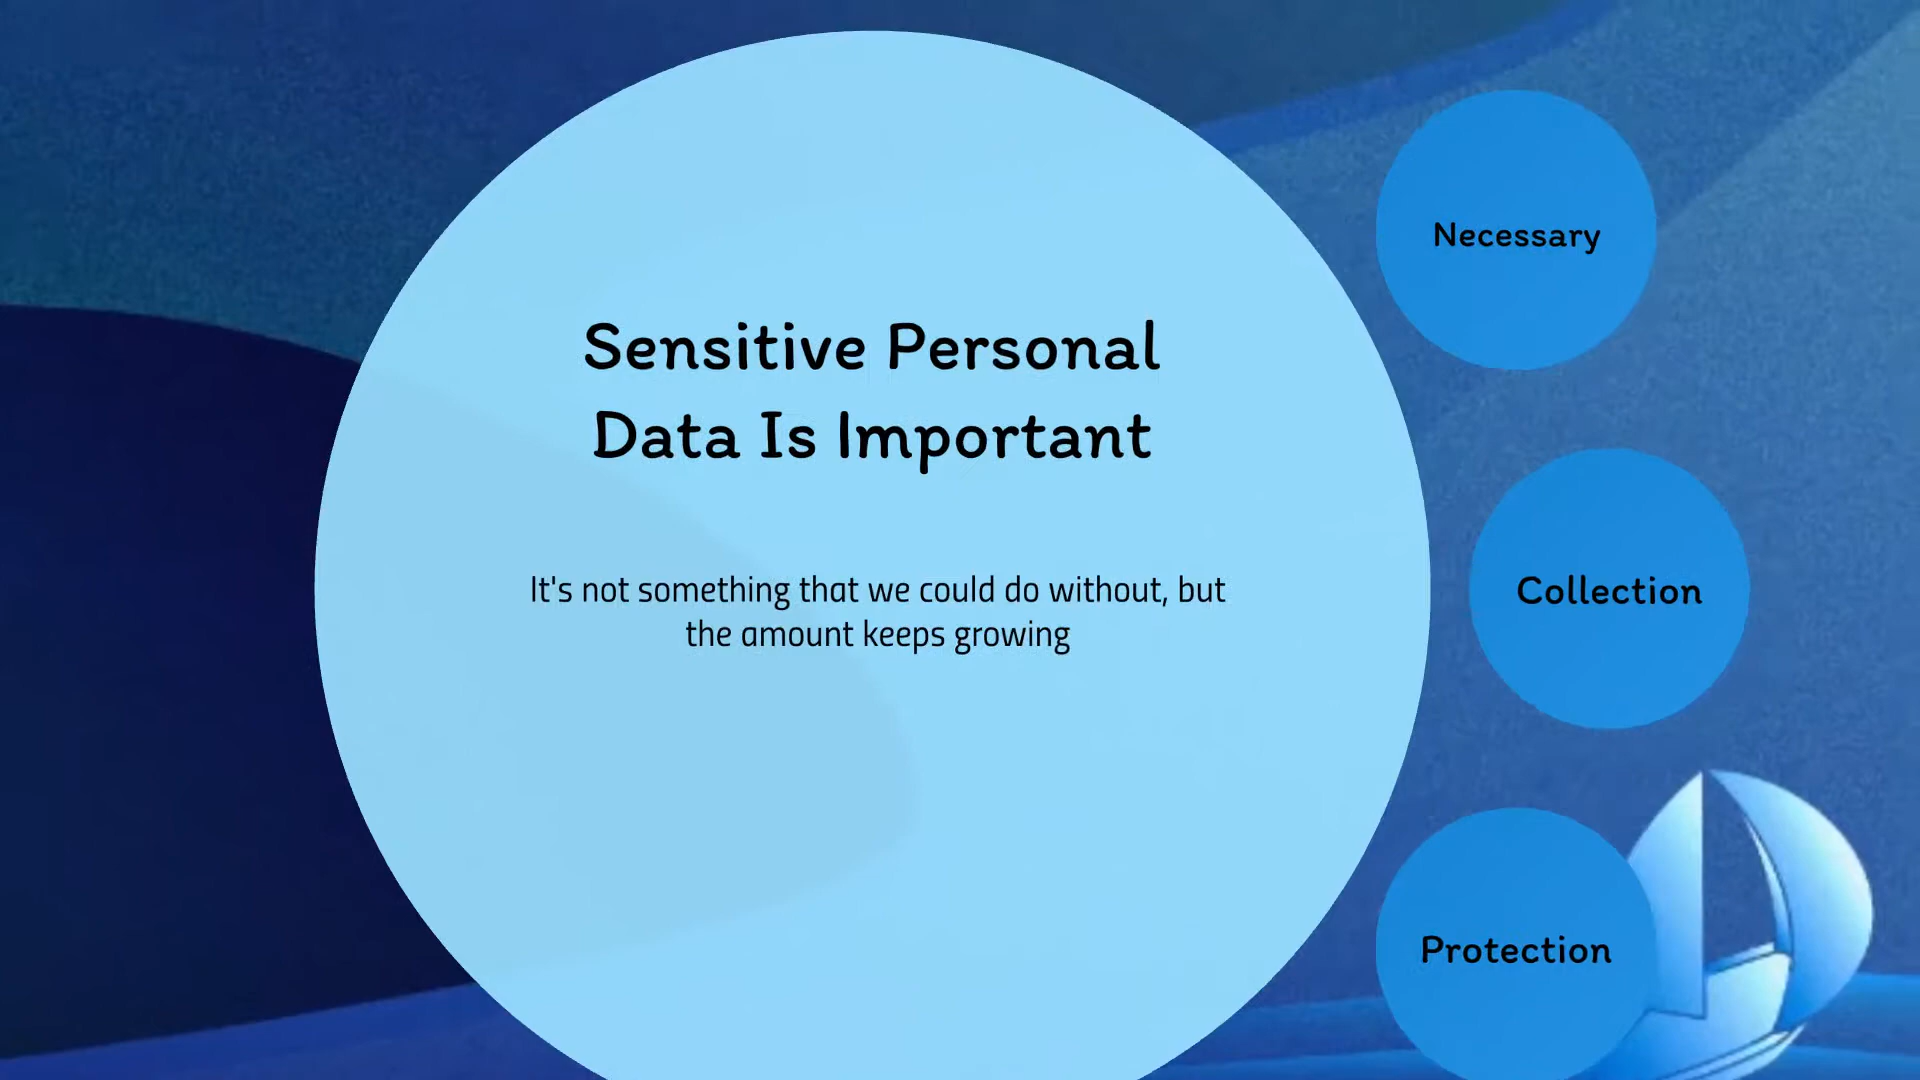 Sensitive Personal
Data Is Important
It's not something that we could do without, but
the amount keeps growing
Necessary
Collection
Protection